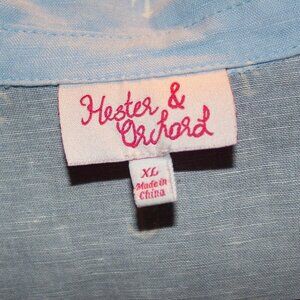 Hester &
Orchard
XL
Made in
China